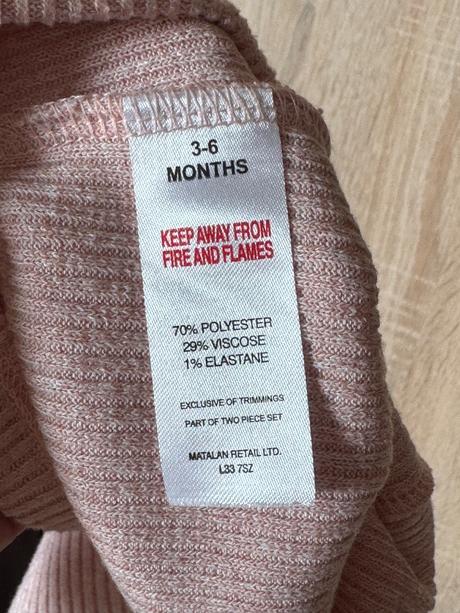 3-6
MONTHS
KEEP AWAY FROM
FIRE AND FLAMES
70% POLYESTER
29% VISCOSE
1% ELASTANE
EXCLUSIVE OF TRIMMINGS
PART OF TWO PIECE SET
MATALAN RETAIL LTD.
L33 7SZ